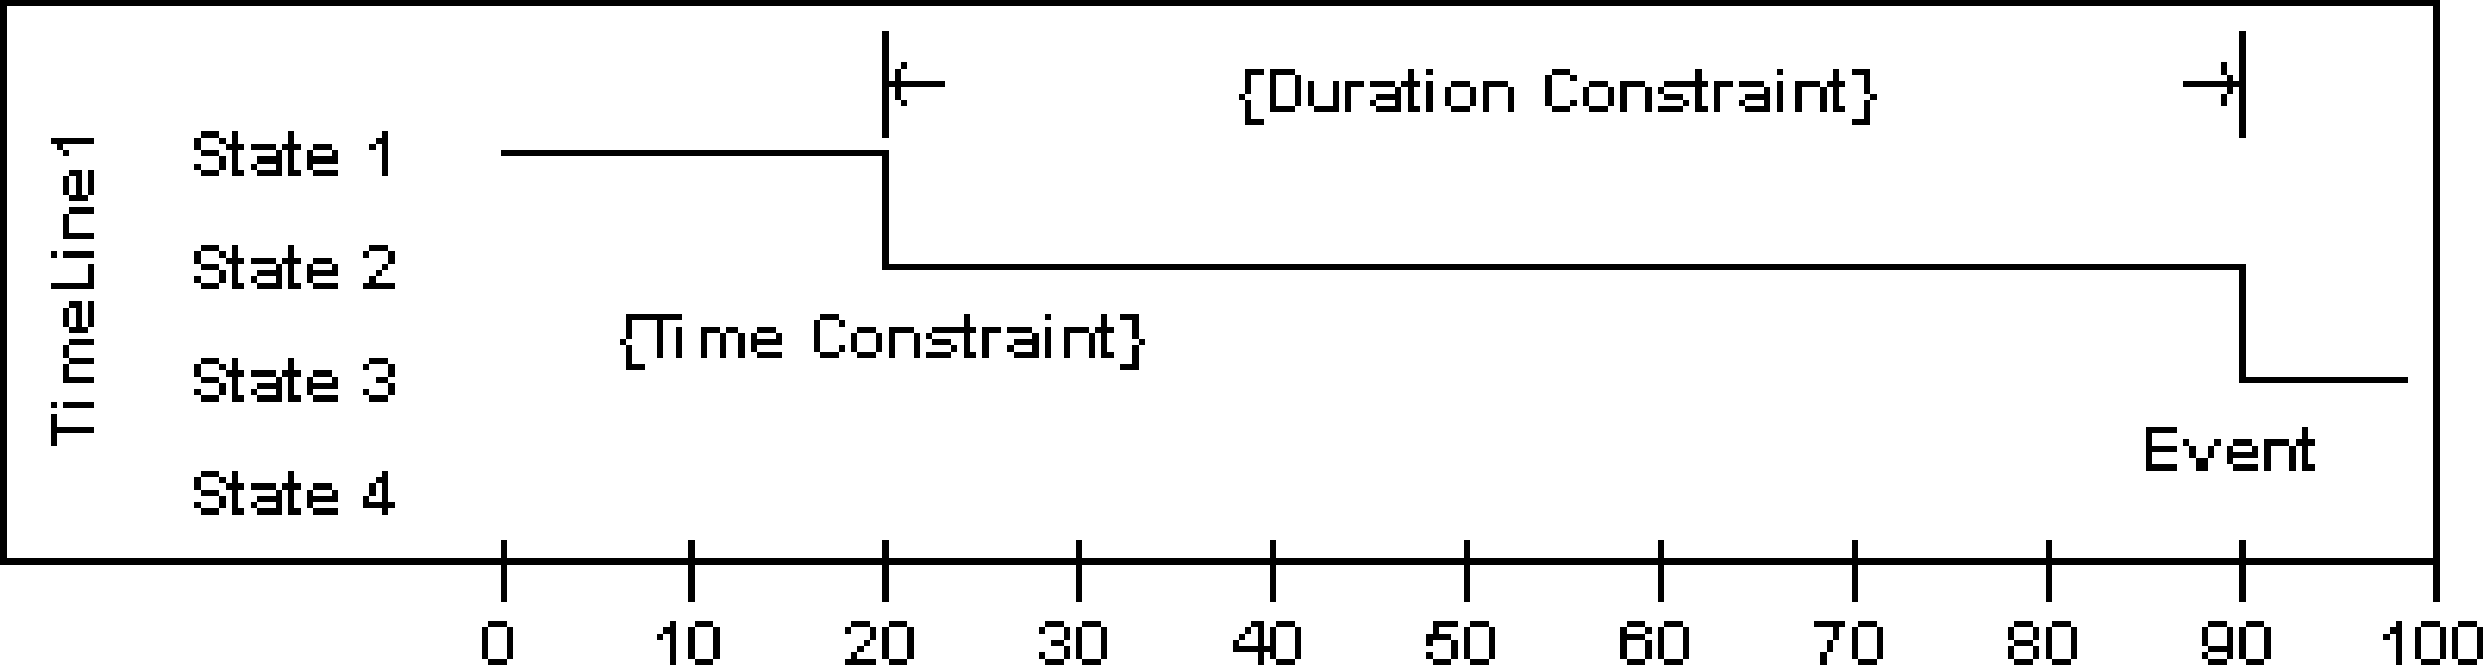 {Duration Constraint}
TimeLine1
State 1
State 2
{Time Constraint}
State 3
Event
State 4
0 10 20 30 40 50 60 70 80 90 100